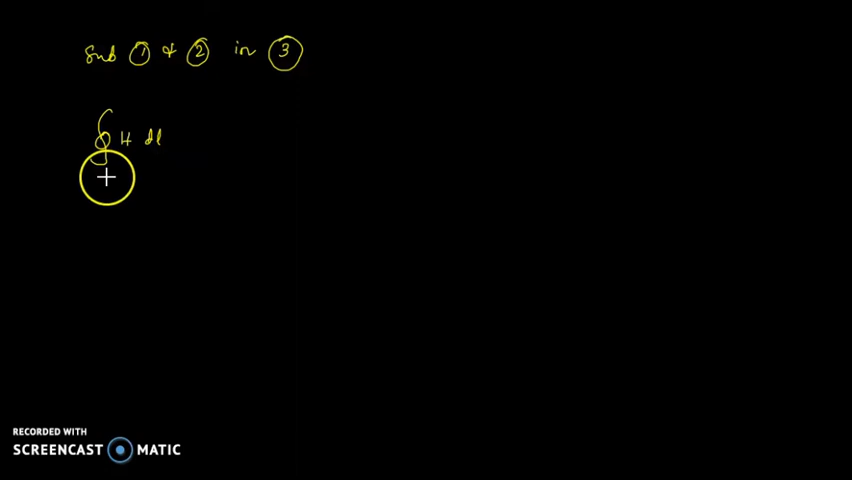 Sub ① & ② in ③
∮ H dl
RECORDED WITH
SCREENCAST MATIC